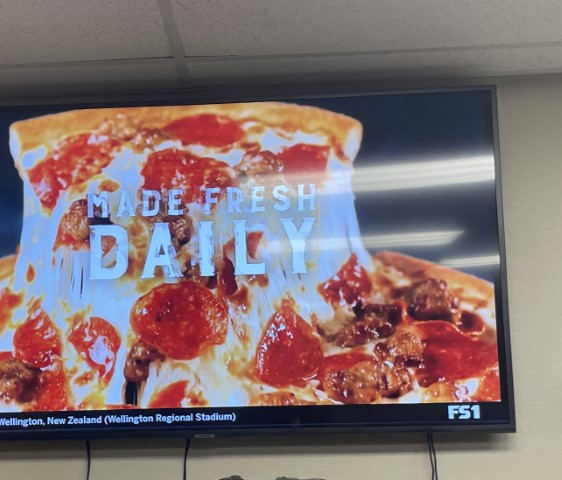 MADE FRESH
DAILY
Wellington, New Zealand (Wellington Regional Stadium)
FS1